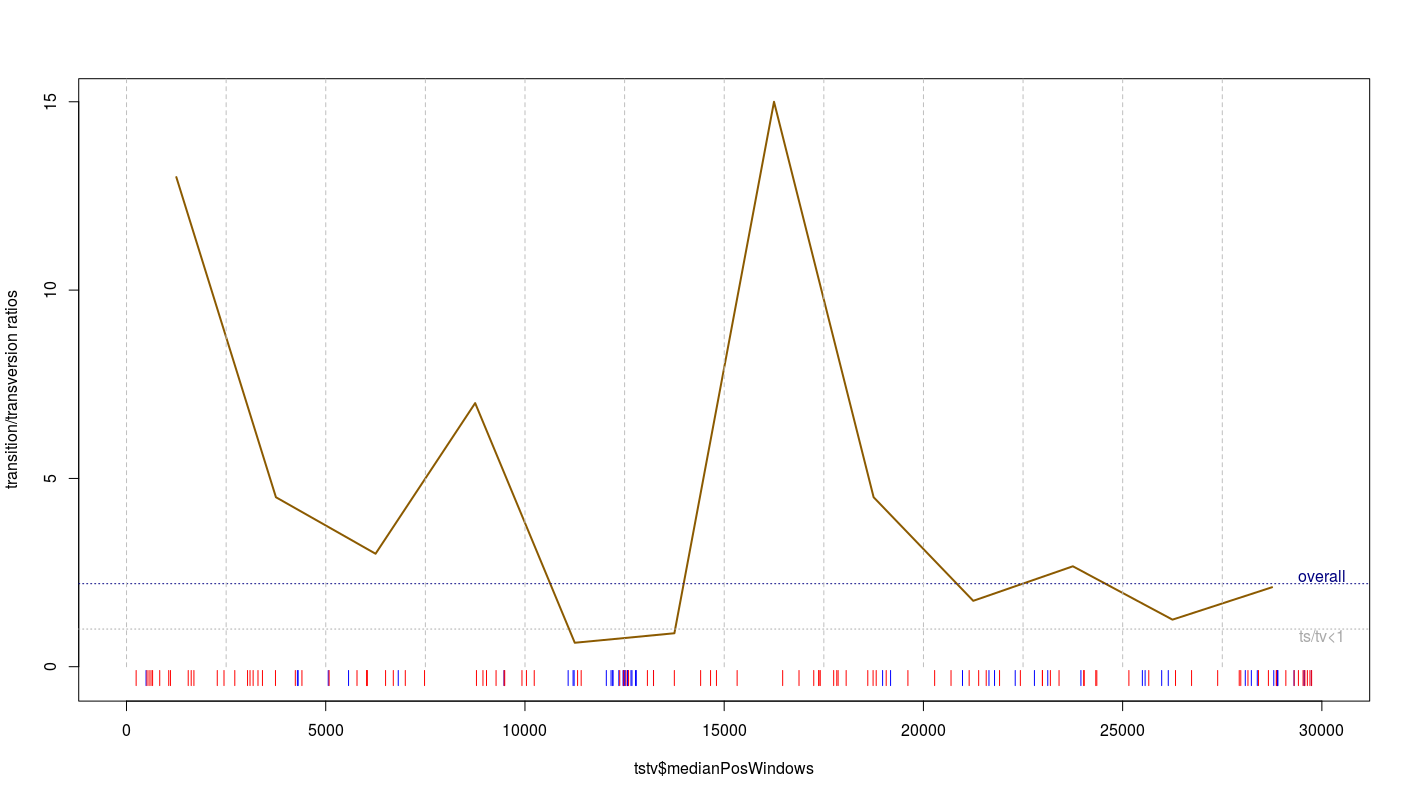 transition/transversion ratios
15
10
5
0
overall
ts/tv<1
0 5000 10000 15000 20000 25000 30000
tstv$medianPosWindows